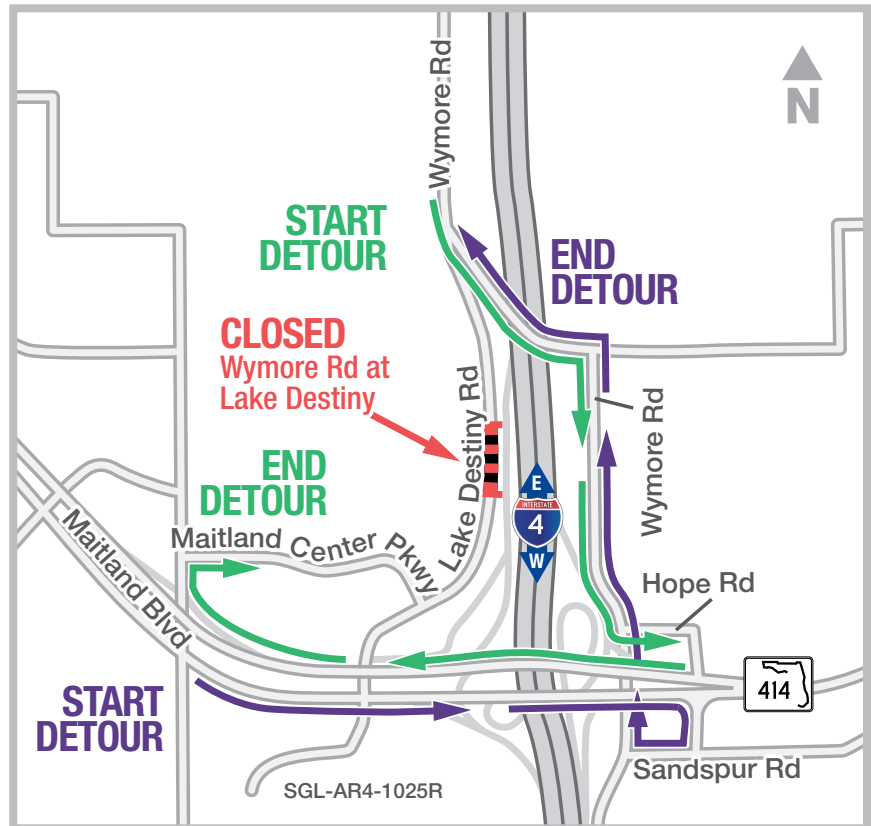 Wymore Rd
N
START
DETOUR
END
DETOUR
CLOSED
Wymore Rd at
Lake Destiny
Lake Destiny Rd
Wymore Rd
END
DETOUR
E
INTERSTATE
4
W
Maitland Center Pkwy
Maitland Blvd
Hope Rd
414
START
DETOUR
Sandspur Rd
SGL-AR4-1025R